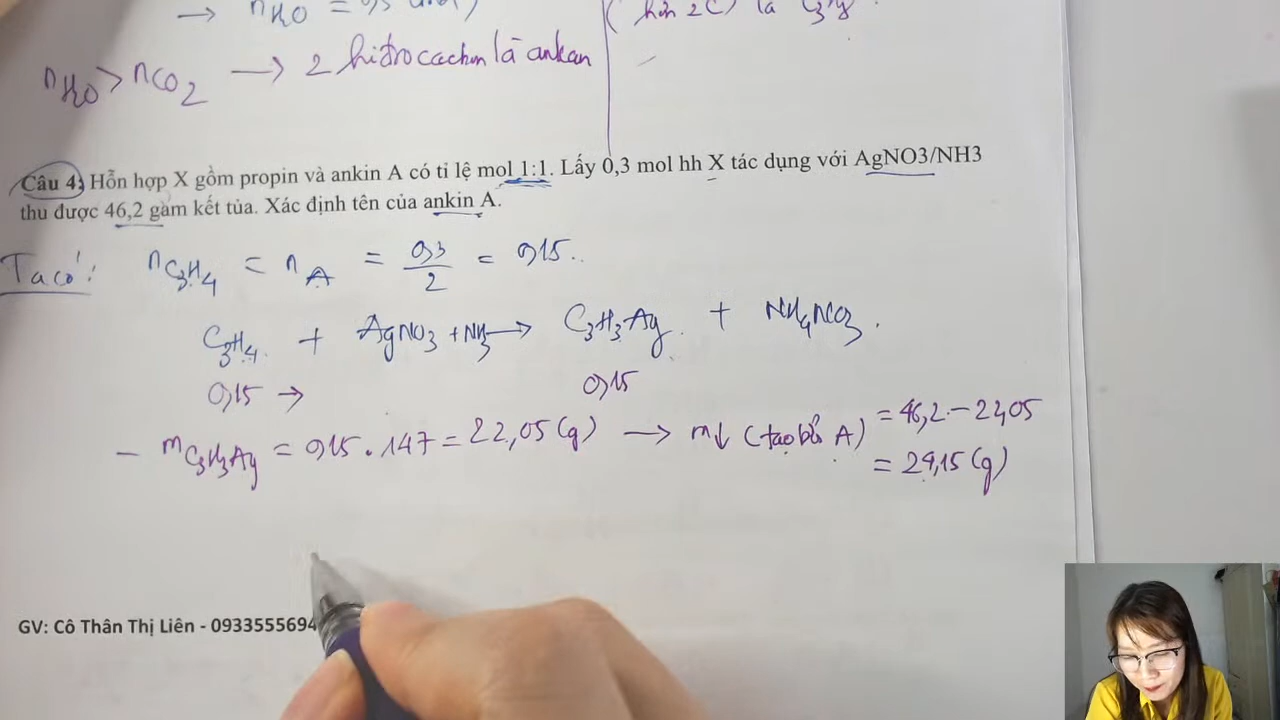 → nH2O = 0,5 (mol)
(hơn 2C) là C3H8.
nH2O > nCO2 → 2 hiđrocacbon là ankan
Câu 4: Hỗn hợp X gồm propin và ankin A có tỉ lệ mol 1:1. Lấy 0,3 mol hh X tác dụng với AgNO3/NH3
thu được 46,2 gam kết tủa. Xác định tên của ankin A.
Ta có: nC3H4 = nA = 0,3/2 = 0,15..
C3H4 + AgNO3 + NH3 → C3H3Ag + NH4NO3.
0,15 → 0,15
- mC3H3Ag = 0,15 . 147 = 22,05 (g) → m↓ (tạo bởi A) = 46,2 - 22,05
= 24,15 (g)
GV: Cô Thân Thị Liên - 0933555694